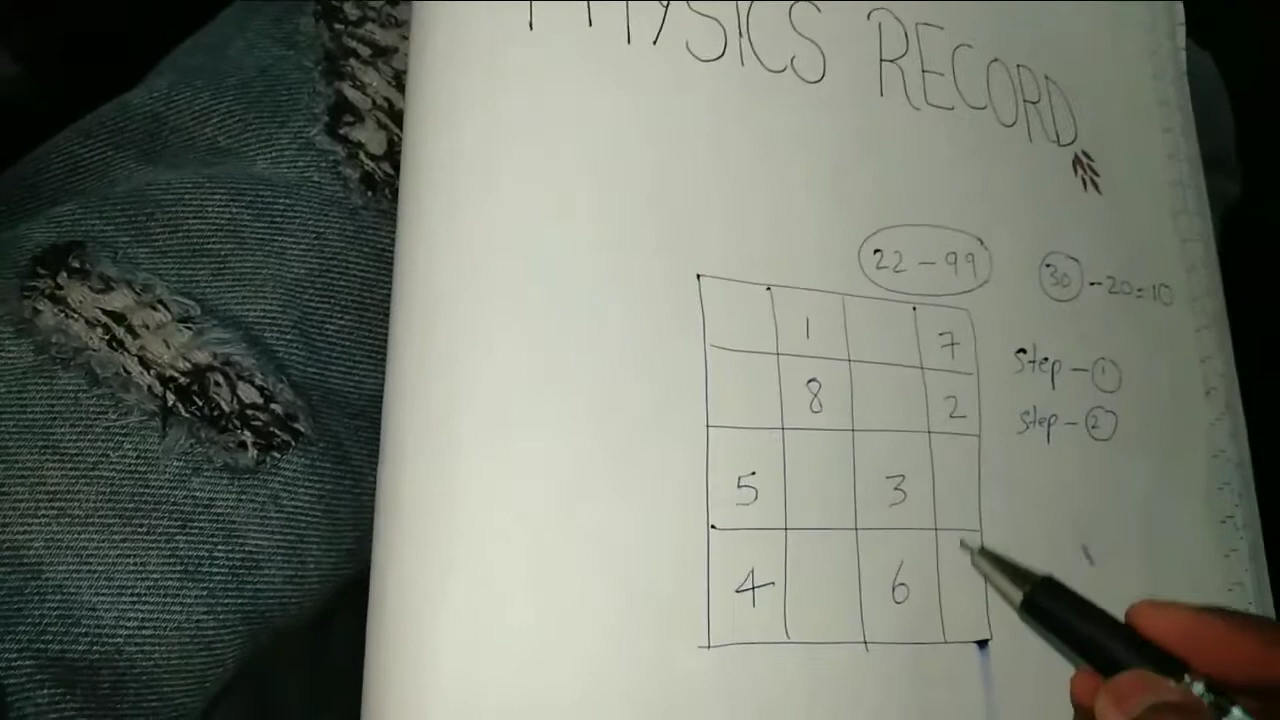 PHYSICS RECORD
22-99
30 - 20 = 10
1 7
8 2
5 3
4 6
Step - 1
Step - 2